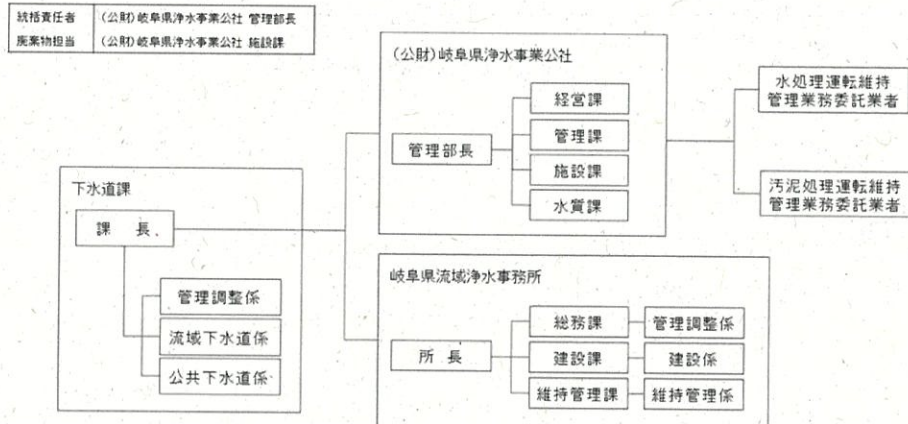 統括責任者 (公財)岐阜県浄水事業公社 管理部長
廃棄物担当 (公財)岐阜県浄水事業公社 施設課
(公財)岐阜県浄水事業公社
管理部長
経営課
管理課
施設課
水質課
水処理運転維持
管理業務委託業者
汚泥処理運転維持
管理業務委託業者
下水道課
課 長
管理調整係
流域下水道係
公共下水道係
岐阜県流域浄水事務所
所 長
総務課
管理調整係
建設課
建設係
維持管理課
維持管理係